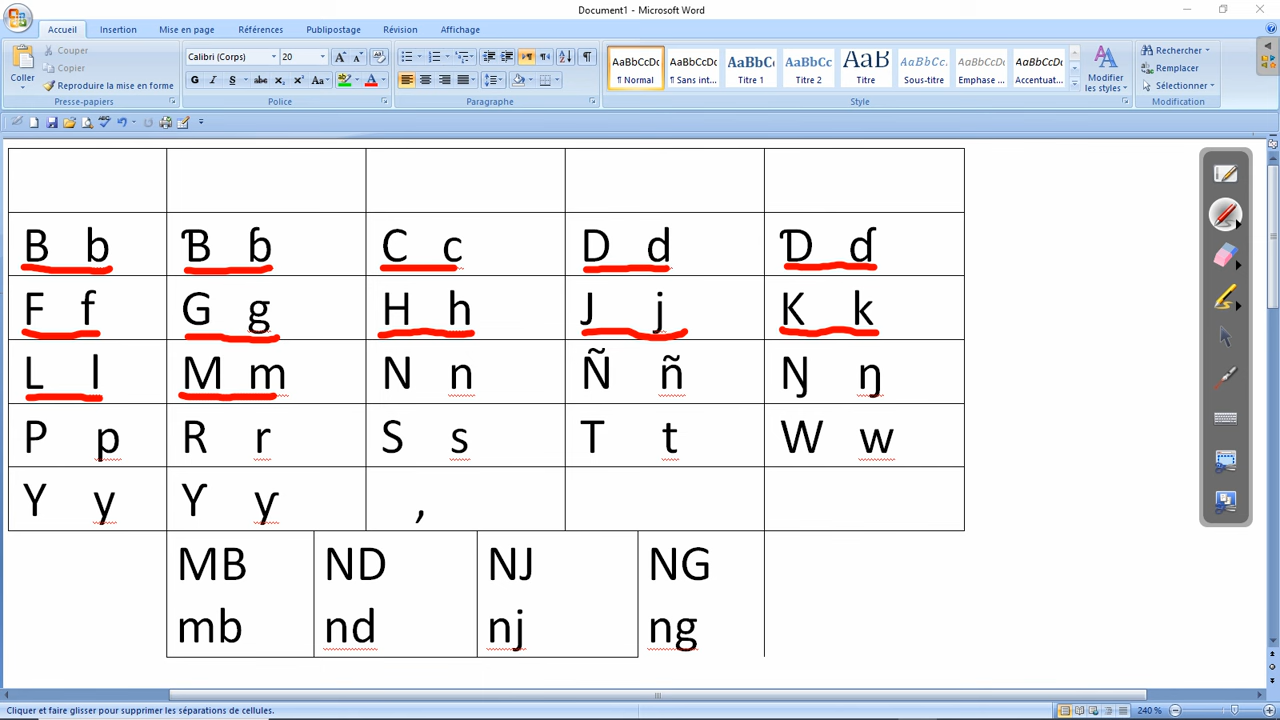 Document1 - Microsoft Word
Accueil Insertion Mise en page Références Publipostage Révision Affichage
Coller
Couper
Copier
Reproduire la mise en forme
Presse-papiers
Calibri (Corps) 20
Police
Paragraphe
AaBbCcDc AaBbCcDc AaBbCc AaBbCc AaB AaBbCc. AaBbCcDc AaBbCcDc
¶ Normal ¶ Sans int... Titre 1 Titre 2 Titre Sous-titre Emphase ... Accentuat...
Modifier les styles
Style
Rechercher
Remplacer
Sélectionner
Modification
B b Ɓ ɓ C c D d Ɗ ɗ
F f G g H h J j K k
L l M m N n Ñ ñ Ŋ ŋ
P p R r S s T t W w
Y y Ƴ ƴ ,
MB ND NJ NG
mb nd nj ng
Cliquer et faire glisser pour supprimer les séparations de cellules.
240 %